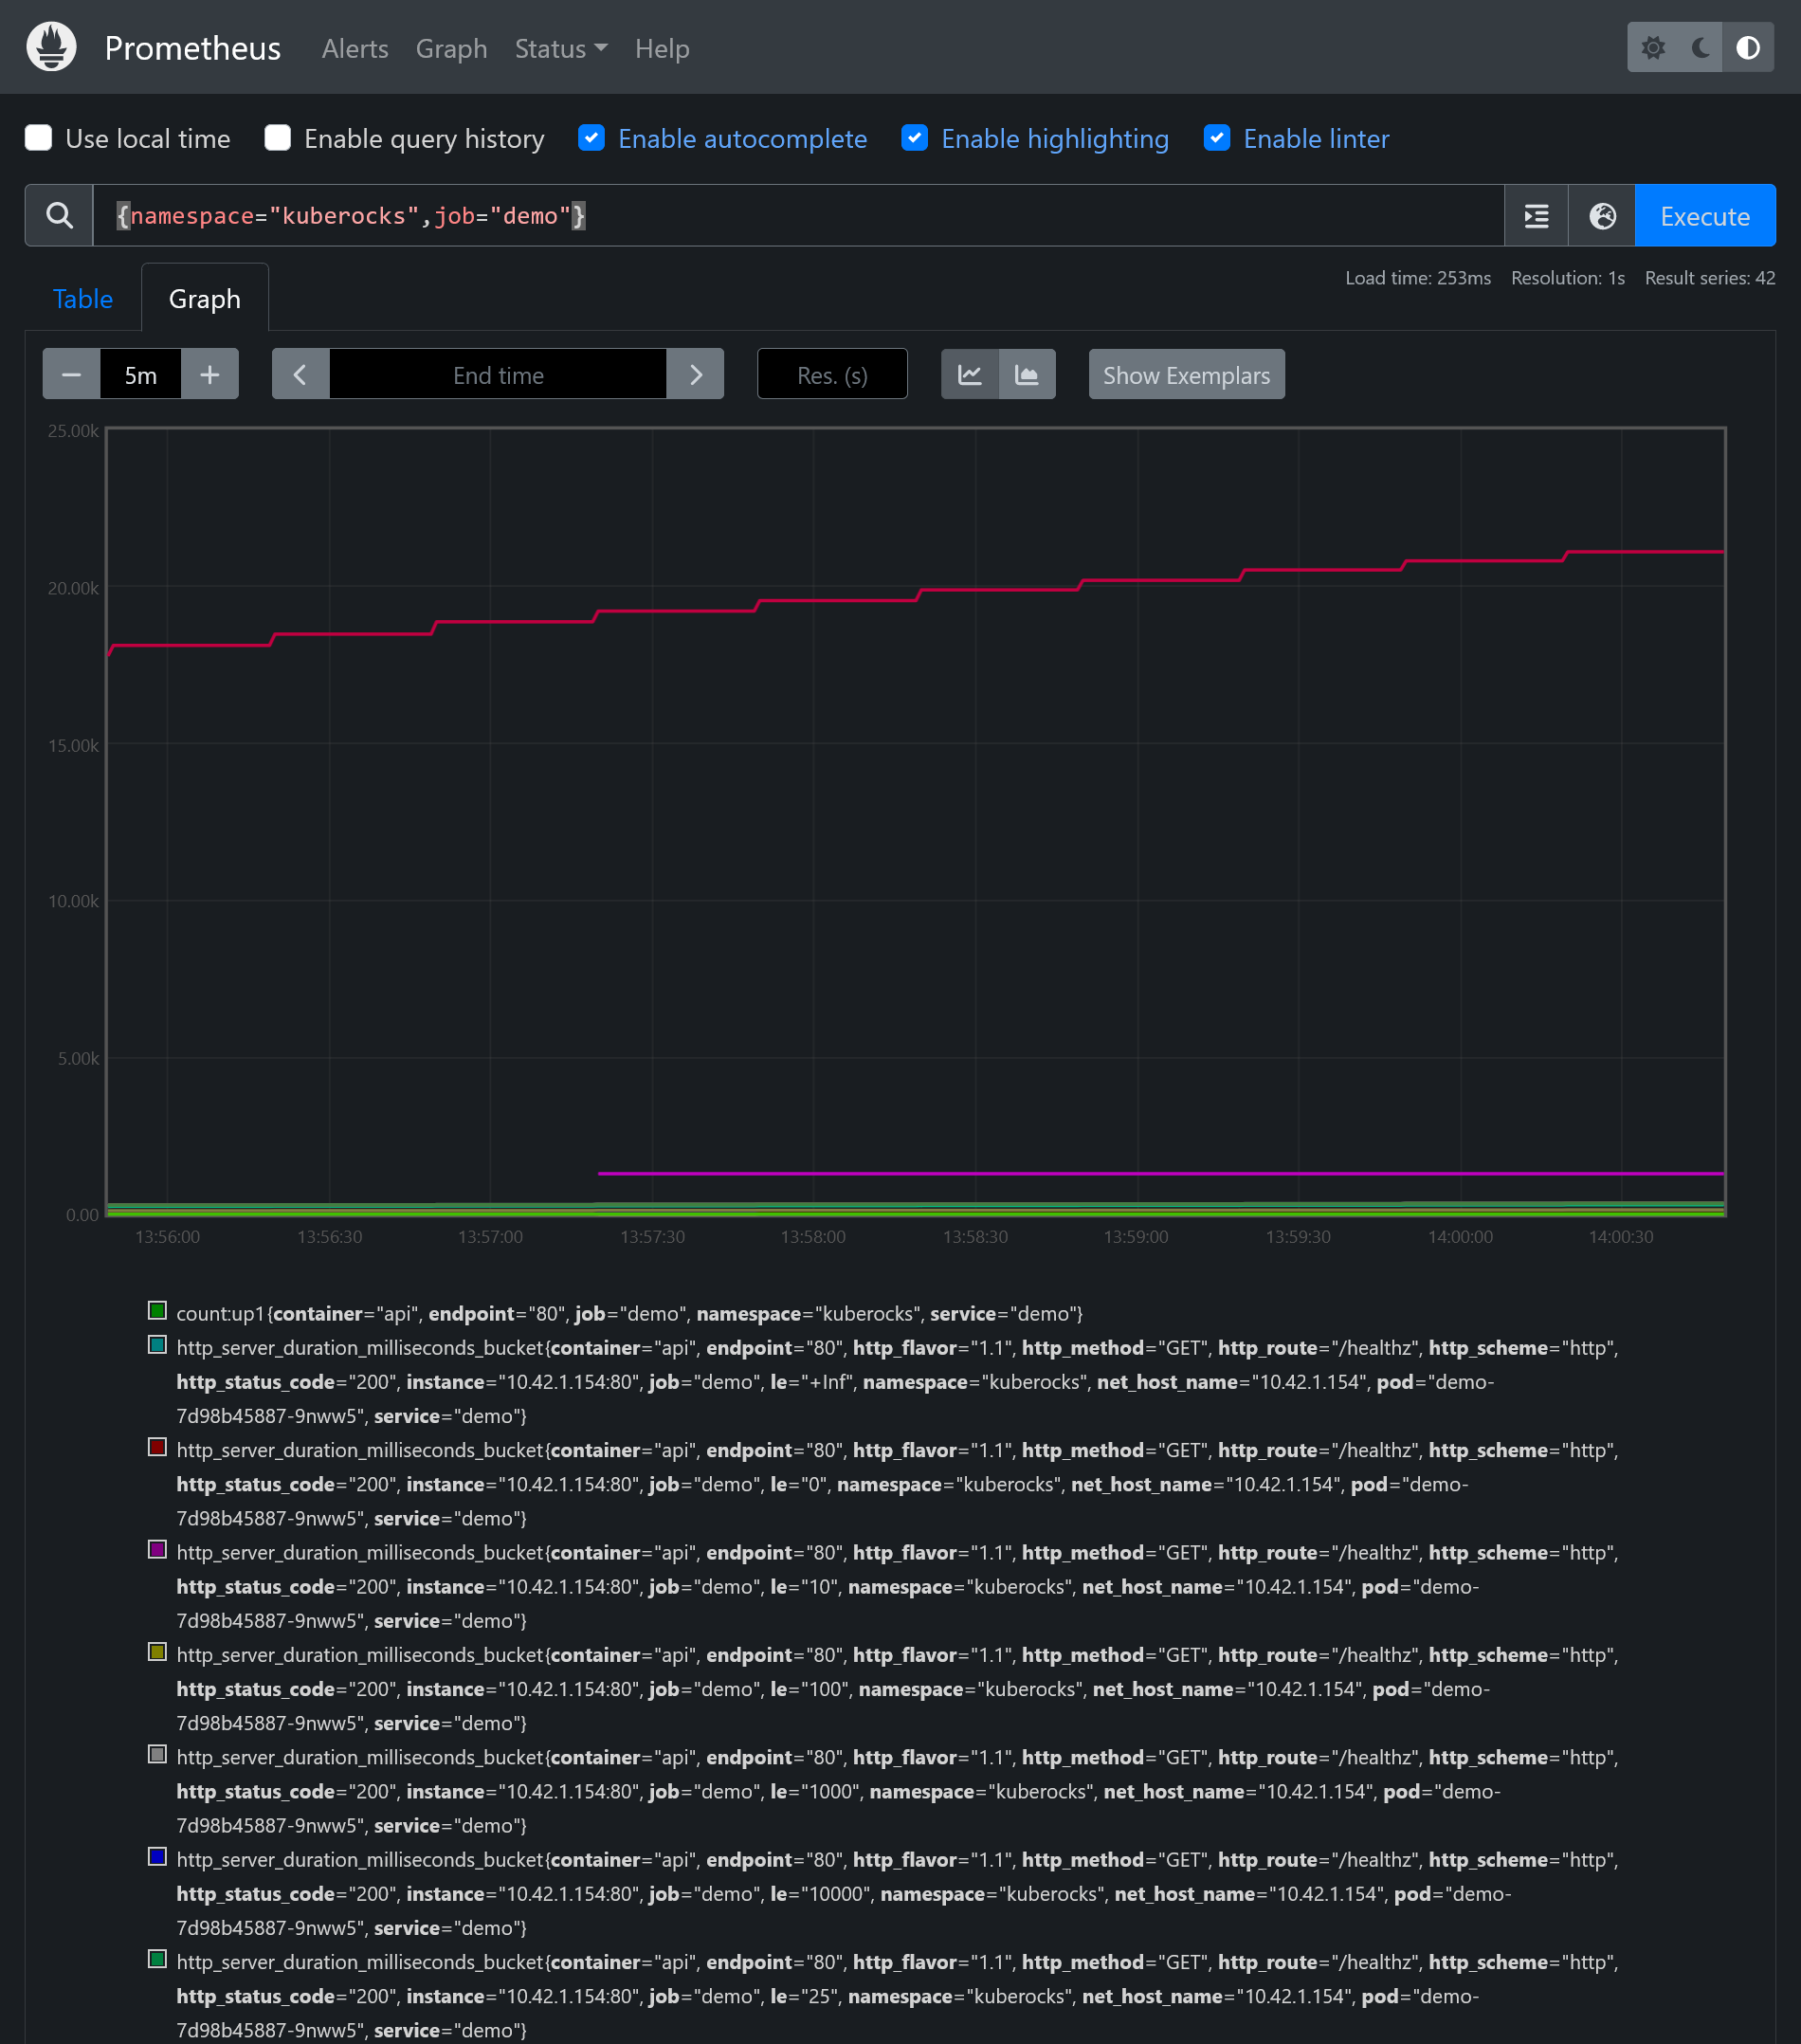 Prometheus Alerts Graph Status Help
Use local time Enable query history Enable autocomplete Enable highlighting Enable linter
{namespace="kuberocks",job="demo"} Execute
Load time: 253ms Resolution: 1s Result series: 42
Table Graph
5m End time Res. (s) Show Exemplars
25.00k
20.00k
15.00k
10.00k
5.00k
0.00
13:56:00 13:56:30 13:57:00 13:57:30 13:58:00 13:58:30 13:59:00 13:59:30 14:00:00 14:00:30
count:up1{container="api", endpoint="80", job="demo", namespace="kuberocks", service="demo"}
http_server_duration_milliseconds_bucket{container="api", endpoint="80", http_flavor="1.1", http_method="GET", http_route="/healthz", http_scheme="http",
http_status_code="200", instance="10.42.1.154:80", job="demo", le="+Inf", namespace="kuberocks", net_host_name="10.42.1.154", pod="demo-
7d98b45887-9nww5", service="demo"}
http_server_duration_milliseconds_bucket{container="api", endpoint="80", http_flavor="1.1", http_method="GET", http_route="/healthz", http_scheme="http",
http_status_code="200", instance="10.42.1.154:80", job="demo", le="0", namespace="kuberocks", net_host_name="10.42.1.154", pod="demo-
7d98b45887-9nww5", service="demo"}
http_server_duration_milliseconds_bucket{container="api", endpoint="80", http_flavor="1.1", http_method="GET", http_route="/healthz", http_scheme="http",
http_status_code="200", instance="10.42.1.154:80", job="demo", le="10", namespace="kuberocks", net_host_name="10.42.1.154", pod="demo-
7d98b45887-9nww5", service="demo"}
http_server_duration_milliseconds_bucket{container="api", endpoint="80", http_flavor="1.1", http_method="GET", http_route="/healthz", http_scheme="http",
http_status_code="200", instance="10.42.1.154:80", job="demo", le="100", namespace="kuberocks", net_host_name="10.42.1.154", pod="demo-
7d98b45887-9nww5", service="demo"}
http_server_duration_milliseconds_bucket{container="api", endpoint="80", http_flavor="1.1", http_method="GET", http_route="/healthz", http_scheme="http",
http_status_code="200", instance="10.42.1.154:80", job="demo", le="1000", namespace="kuberocks", net_host_name="10.42.1.154", pod="demo-
7d98b45887-9nww5", service="demo"}
http_server_duration_milliseconds_bucket{container="api", endpoint="80", http_flavor="1.1", http_method="GET", http_route="/healthz", http_scheme="http",
http_status_code="200", instance="10.42.1.154:80", job="demo", le="10000", namespace="kuberocks", net_host_name="10.42.1.154", pod="demo-
7d98b45887-9nww5", service="demo"}
http_server_duration_milliseconds_bucket{container="api", endpoint="80", http_flavor="1.1", http_method="GET", http_route="/healthz", http_scheme="http",
http_status_code="200", instance="10.42.1.154:80", job="demo", le="25", namespace="kuberocks", net_host_name="10.42.1.154", pod="demo-
7d98b45887-9nww5", service="demo"}